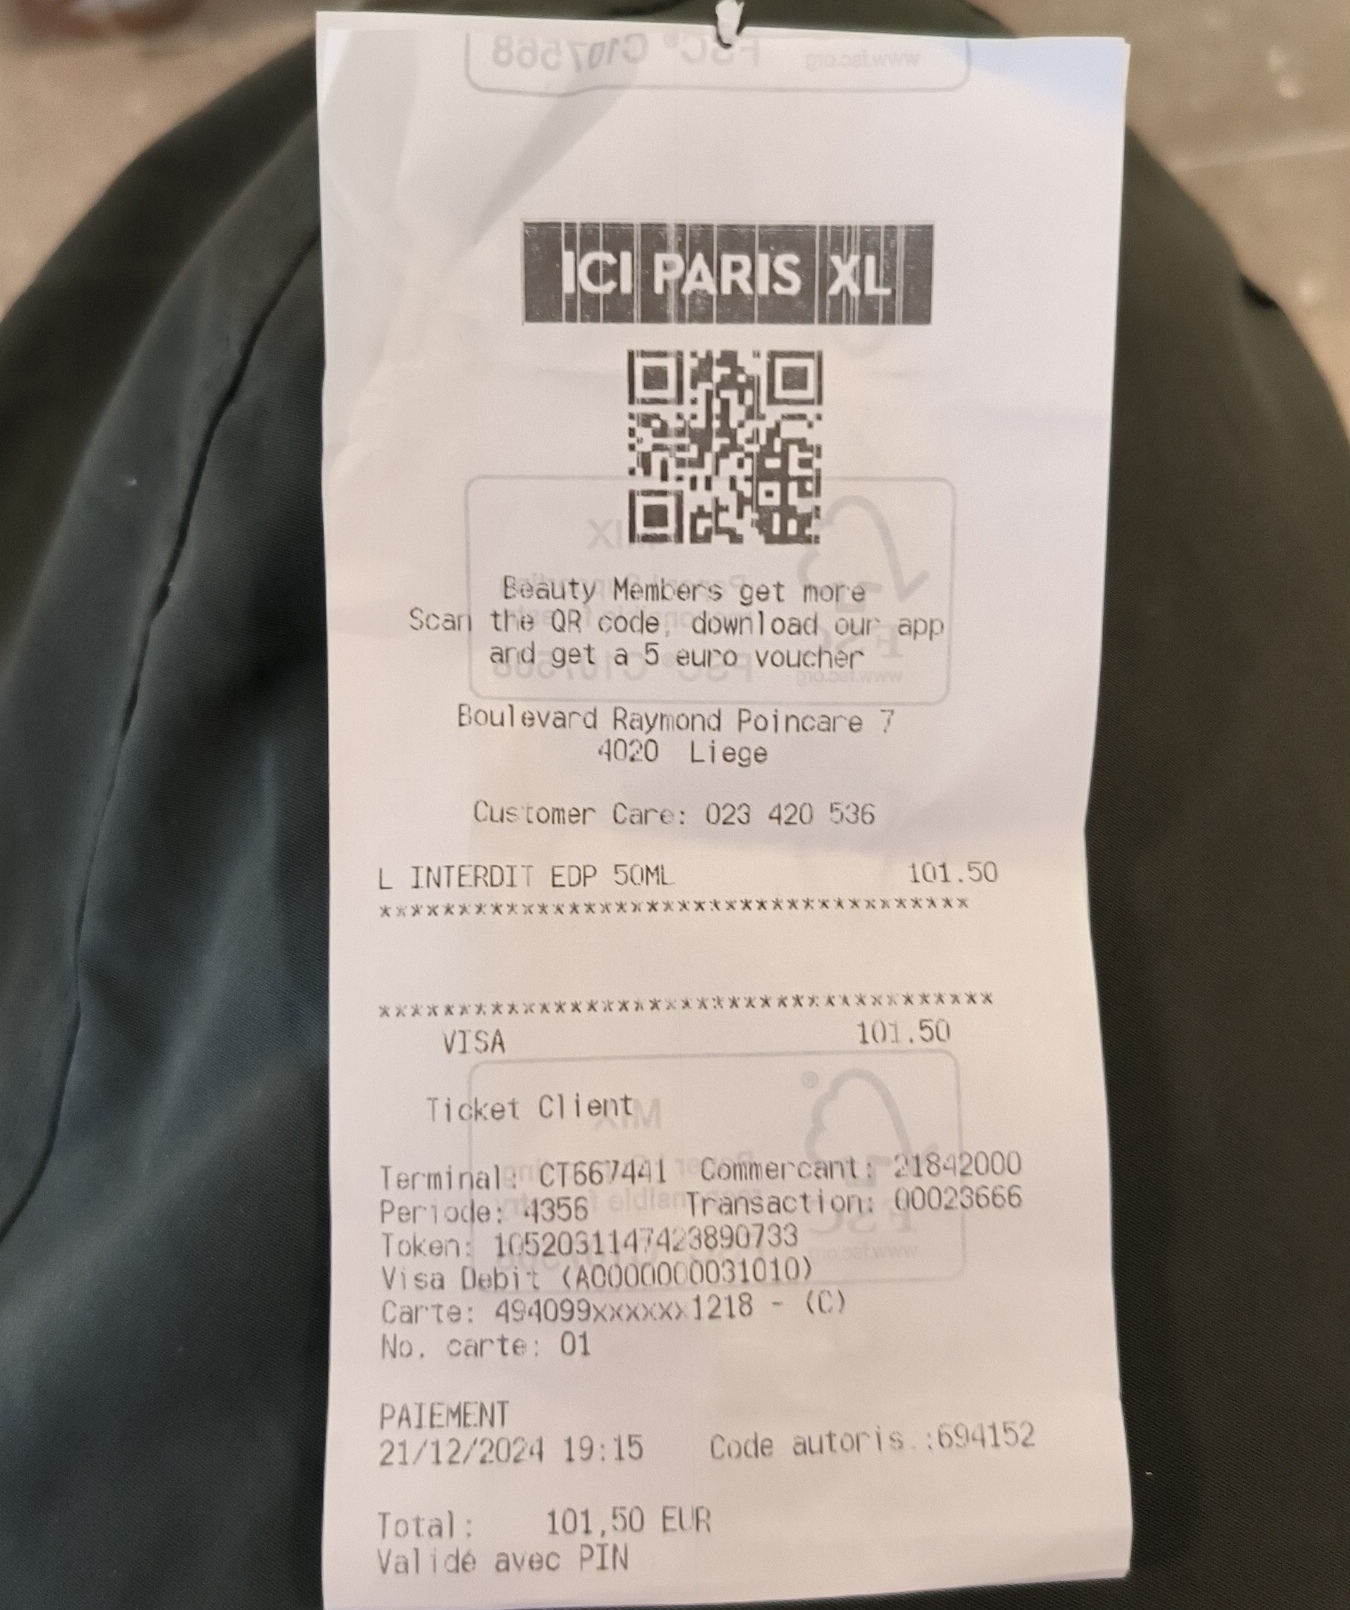 ICI PARIS XL
Beauty Members get more
Scan the QR code, download our app
and get a 5 euro voucher
Boulevard Raymond Poincare 7
4020 Liege
Customer Care: 023 420 536
L INTERDIT EDP 50ML 101.50
**************************************
***************************************
VISA 101.50
Ticket Client
Terminal: CT667441 Commercant: 21842000
Periode: 4356 Transaction: 00023666
Token: 1052031147423890733
Visa Debit (A0000000031010)
Carte: 494099xxxxxx1218 - (C)
No. carte: 01
PAIEMENT
21/12/2024 19:15 Code autoris.:694152
Total: 101,50 EUR
Validé avec PIN